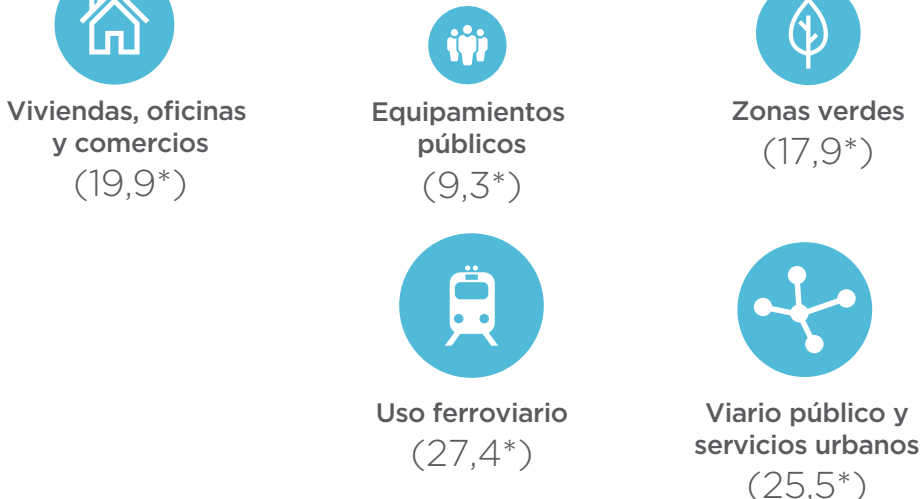 Viviendas, oficinas
y comercios
(19,9*)
Equipamientos
públicos
(9,3*)
Zonas verdes
(17,9*)
Uso ferroviario
(27,4*)
Viario público y
servicios urbanos
(25,5*)